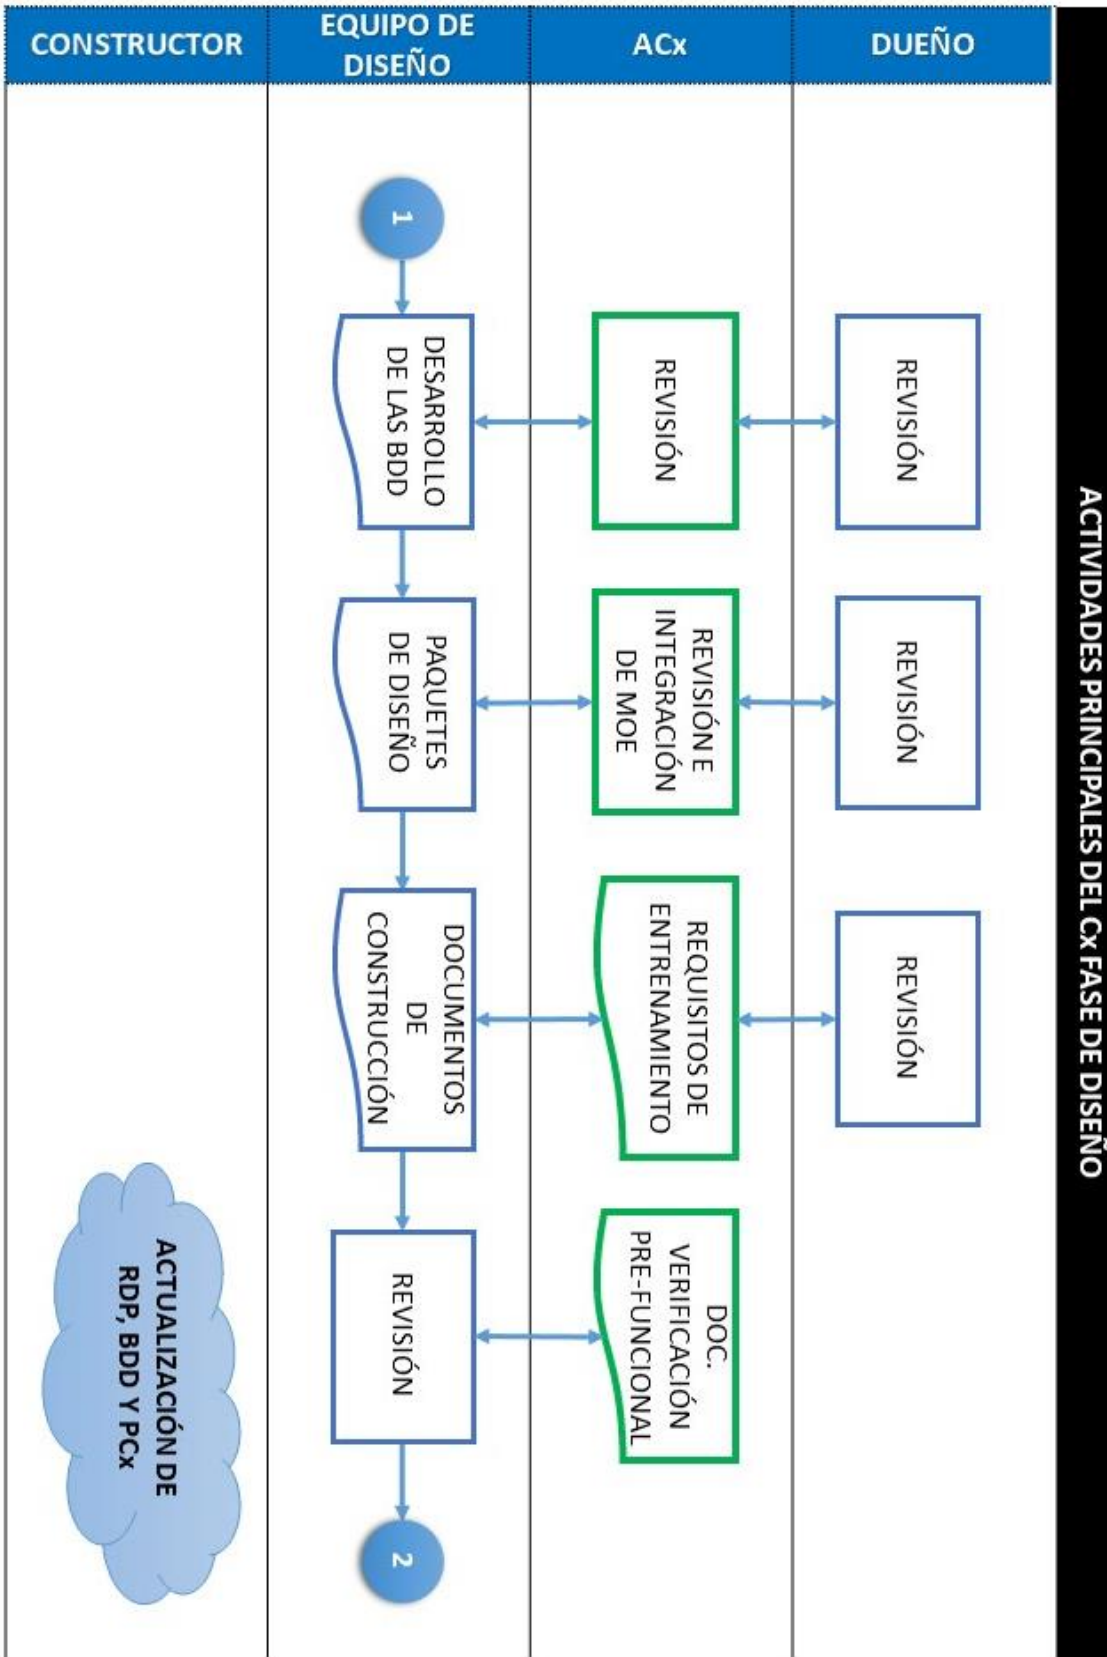 ACTIVIDADES PRINCIPALES DEL Cx FASE DE DISEÑO
DUEÑO
REVISIÓN
REVISIÓN
REVISIÓN
ACx
REVISIÓN
REVISIÓN E
INTEGRACIÓN
DE MOE
REQUISITOS DE
ENTRENAMIENTO
DOC.
VERIFICACIÓN
PRE-FUNCIONAL
EQUIPO DE
DISEÑO
1
DESARROLLO
DE LAS BDD
PAQUETES
DE DISEÑO
DOCUMENTOS
DE
CONSTRUCCIÓN
REVISIÓN
2
CONSTRUCTOR
ACTUALIZACIÓN DE
RDP, BDD Y PCx